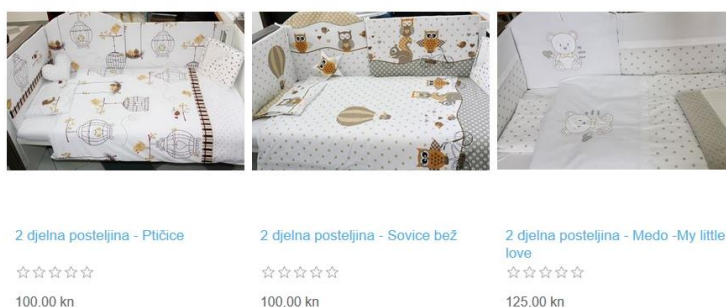 2 djelna posteljina - Ptičice
100.00 kn
2 djelna posteljina - Sovice bež
100.00 kn
2 djelna posteljina - Medo -My little
love
125.00 kn